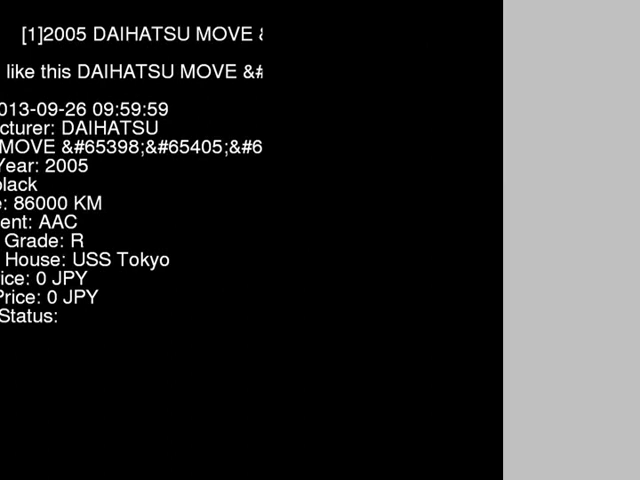 [1]2005 DAIHATSU MOVE &
like this DAIHATSU MOVE &#
013-09-26 09:59:59
cturer: DAIHATSU
MOVE &#65398;&#65405;&#6
Year: 2005
black
e: 86000 KM
ent: AAC
Grade: R
House: USS Tokyo
ice: 0 JPY
Price: 0 JPY
Status: